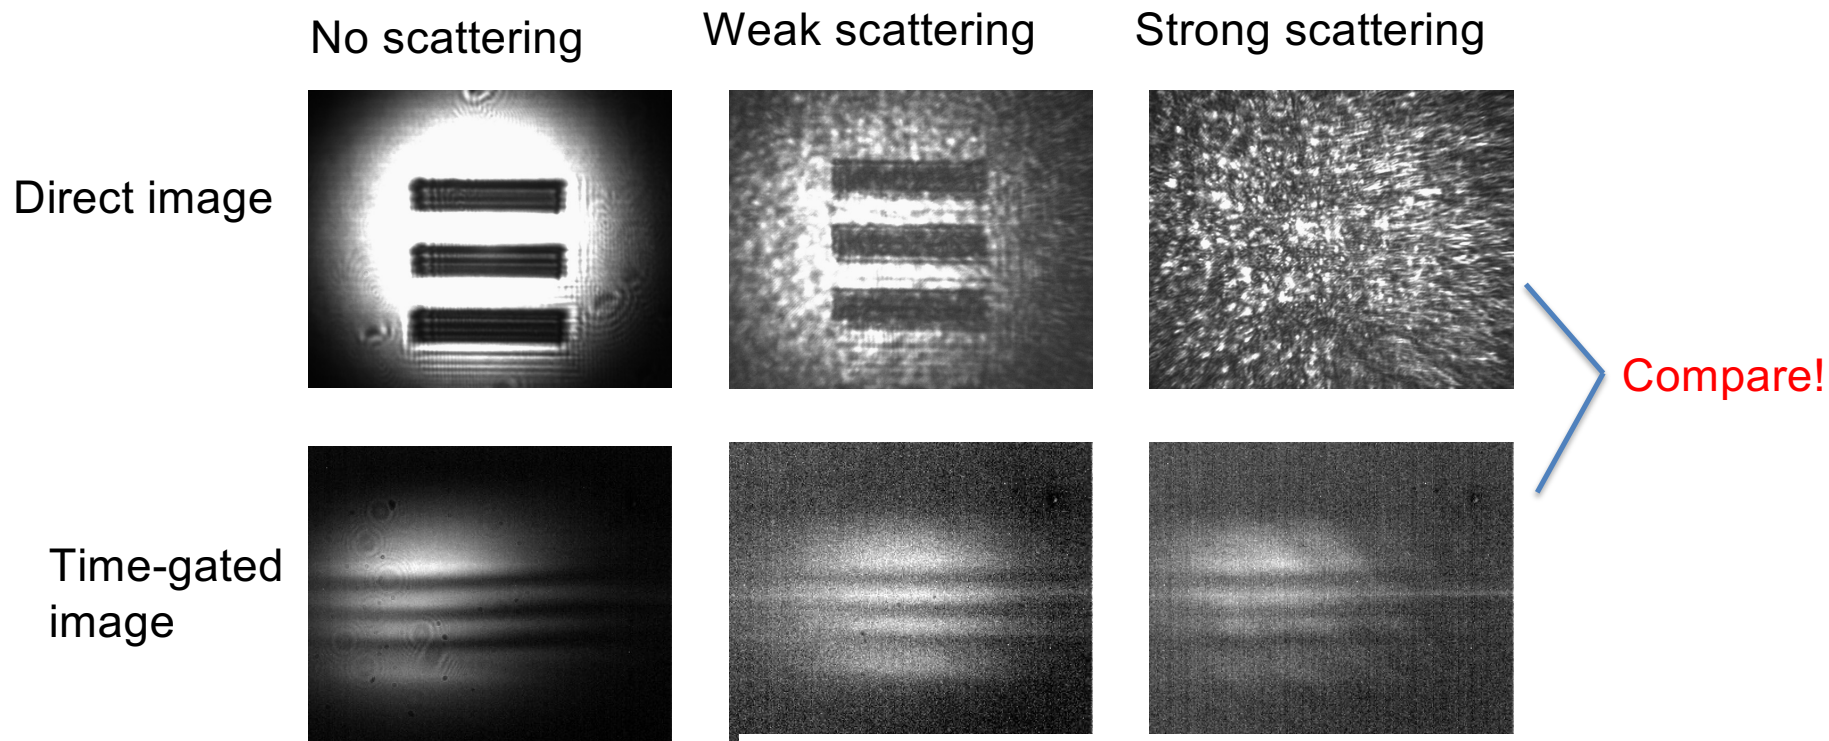 No scattering
Weak scattering
Strong scattering
Direct image
Compare!
Time-gated
image